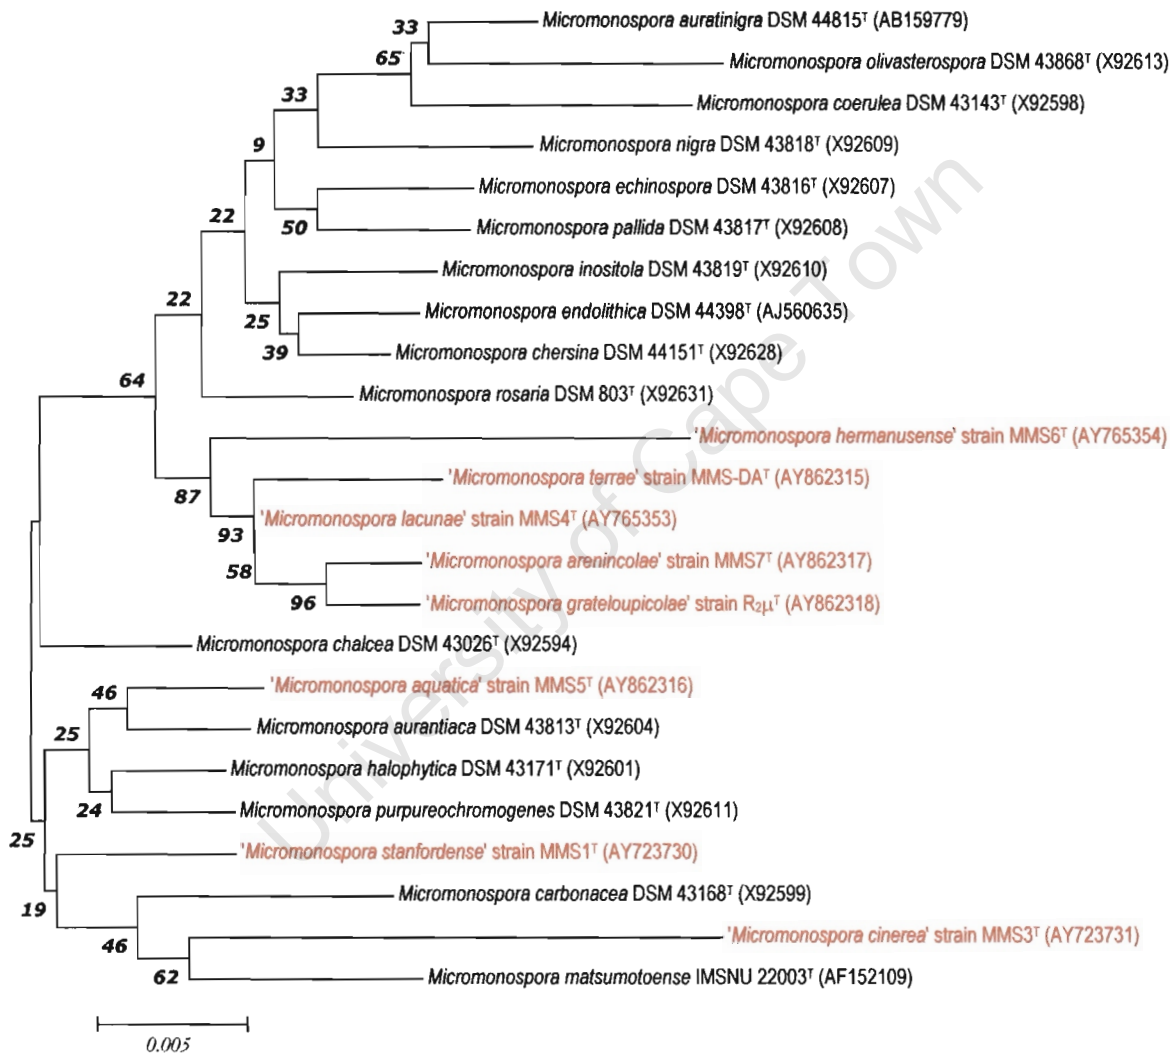 Micromonospora auratinigra DSM 44815ᵀ (AB159779)
33
65
Micromonospora olivasterospora DSM 43868ᵀ (X92613)
33
Micromonospora coerulea DSM 43143ᵀ (X92598)
9
Micromonospora nigra DSM 43818ᵀ (X92609)
Micromonospora echinospora DSM 43816ᵀ (X92607)
22
50
Micromonospora pallida DSM 43817ᵀ (X92608)
Micromonospora inositola DSM 43819ᵀ (X92610)
22
25
Micromonospora endolithica DSM 44398ᵀ (AJ560635)
39
Micromonospora chersina DSM 44151ᵀ (X92628)
64
Micromonospora rosaria DSM 803ᵀ (X92631)
'Micromonospora hermanusense' strain MMS6ᵀ (AY765354)
'Micromonospora terrae' strain MMS-DAᵀ (AY862315)
87
'Micromonospora lacunae' strain MMS4ᵀ (AY765353)
93
'Micromonospora arenincolae' strain MMS7ᵀ (AY862317)
58
96
'Micromonospora grateloupicolae' strain R₂μᵀ (AY862318)
Micromonospora chalcea DSM 43026ᵀ (X92594)
46
'Micromonospora aquatica' strain MMS5ᵀ (AY862316)
25
Micromonospora aurantiaca DSM 43813ᵀ (X92604)
Micromonospora halophytica DSM 43171ᵀ (X92601)
24
Micromonospora purpureochromogenes DSM 43821ᵀ (X92611)
25
'Micromonospora stanfordense' strain MMS1ᵀ (AY723730)
19
Micromonospora carbonacea DSM 43168ᵀ (X92599)
46
'Micromonospora cinerea' strain MMS3ᵀ (AY723731)
62
Micromonospora matsumotoense IMSNU 22003ᵀ (AF152109)
0.005
University of Cape Town